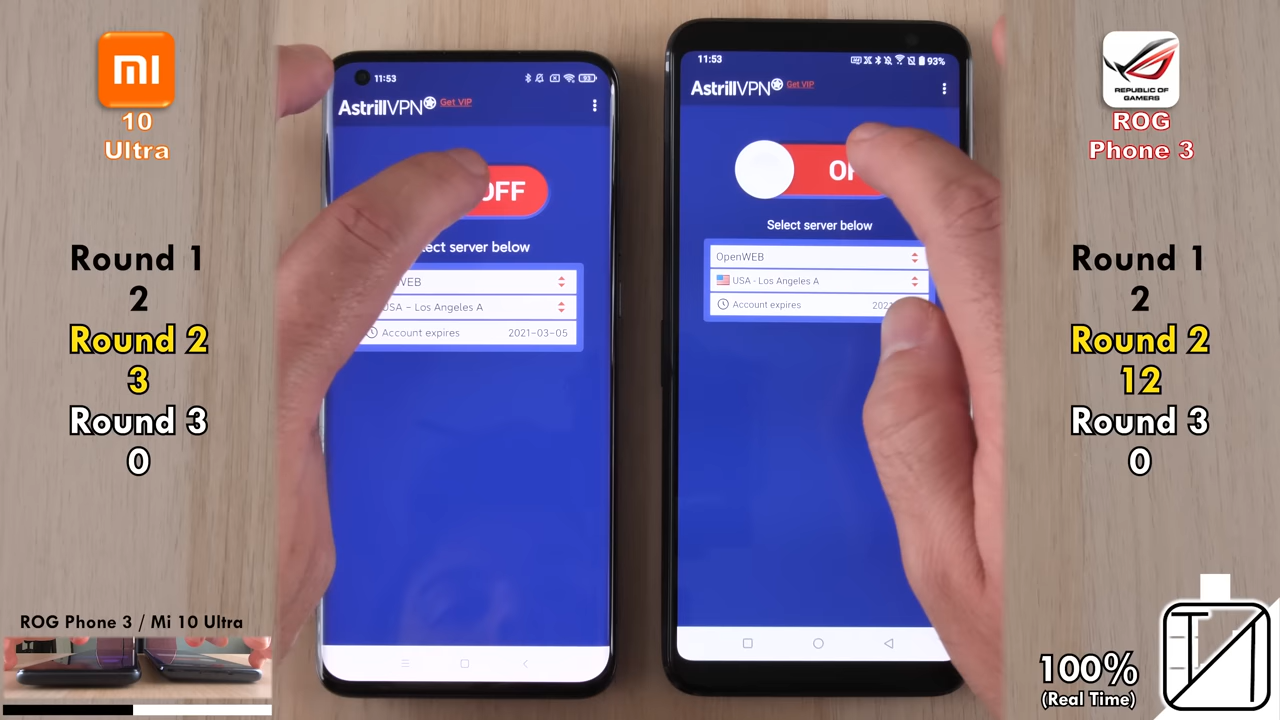 10
Ultra
Round 1
2
Round 2
3
Round 3
0
ROG Phone 3 / Mi 10 Ultra
11:53
93
AstrillVPN Get VIP
OFF
Select server below
WEB
USA - Los Angeles A
Account expires 2021-03-05
11:53
93%
AstrillVPN Get VIP
Select server below
OpenWEB
USA - Los Angeles A
Account expires
REPUBLIC OF
GAMERS
ROG
Phone 3
Round 1
2
Round 2
12
Round 3
0
100%
(Real Time)